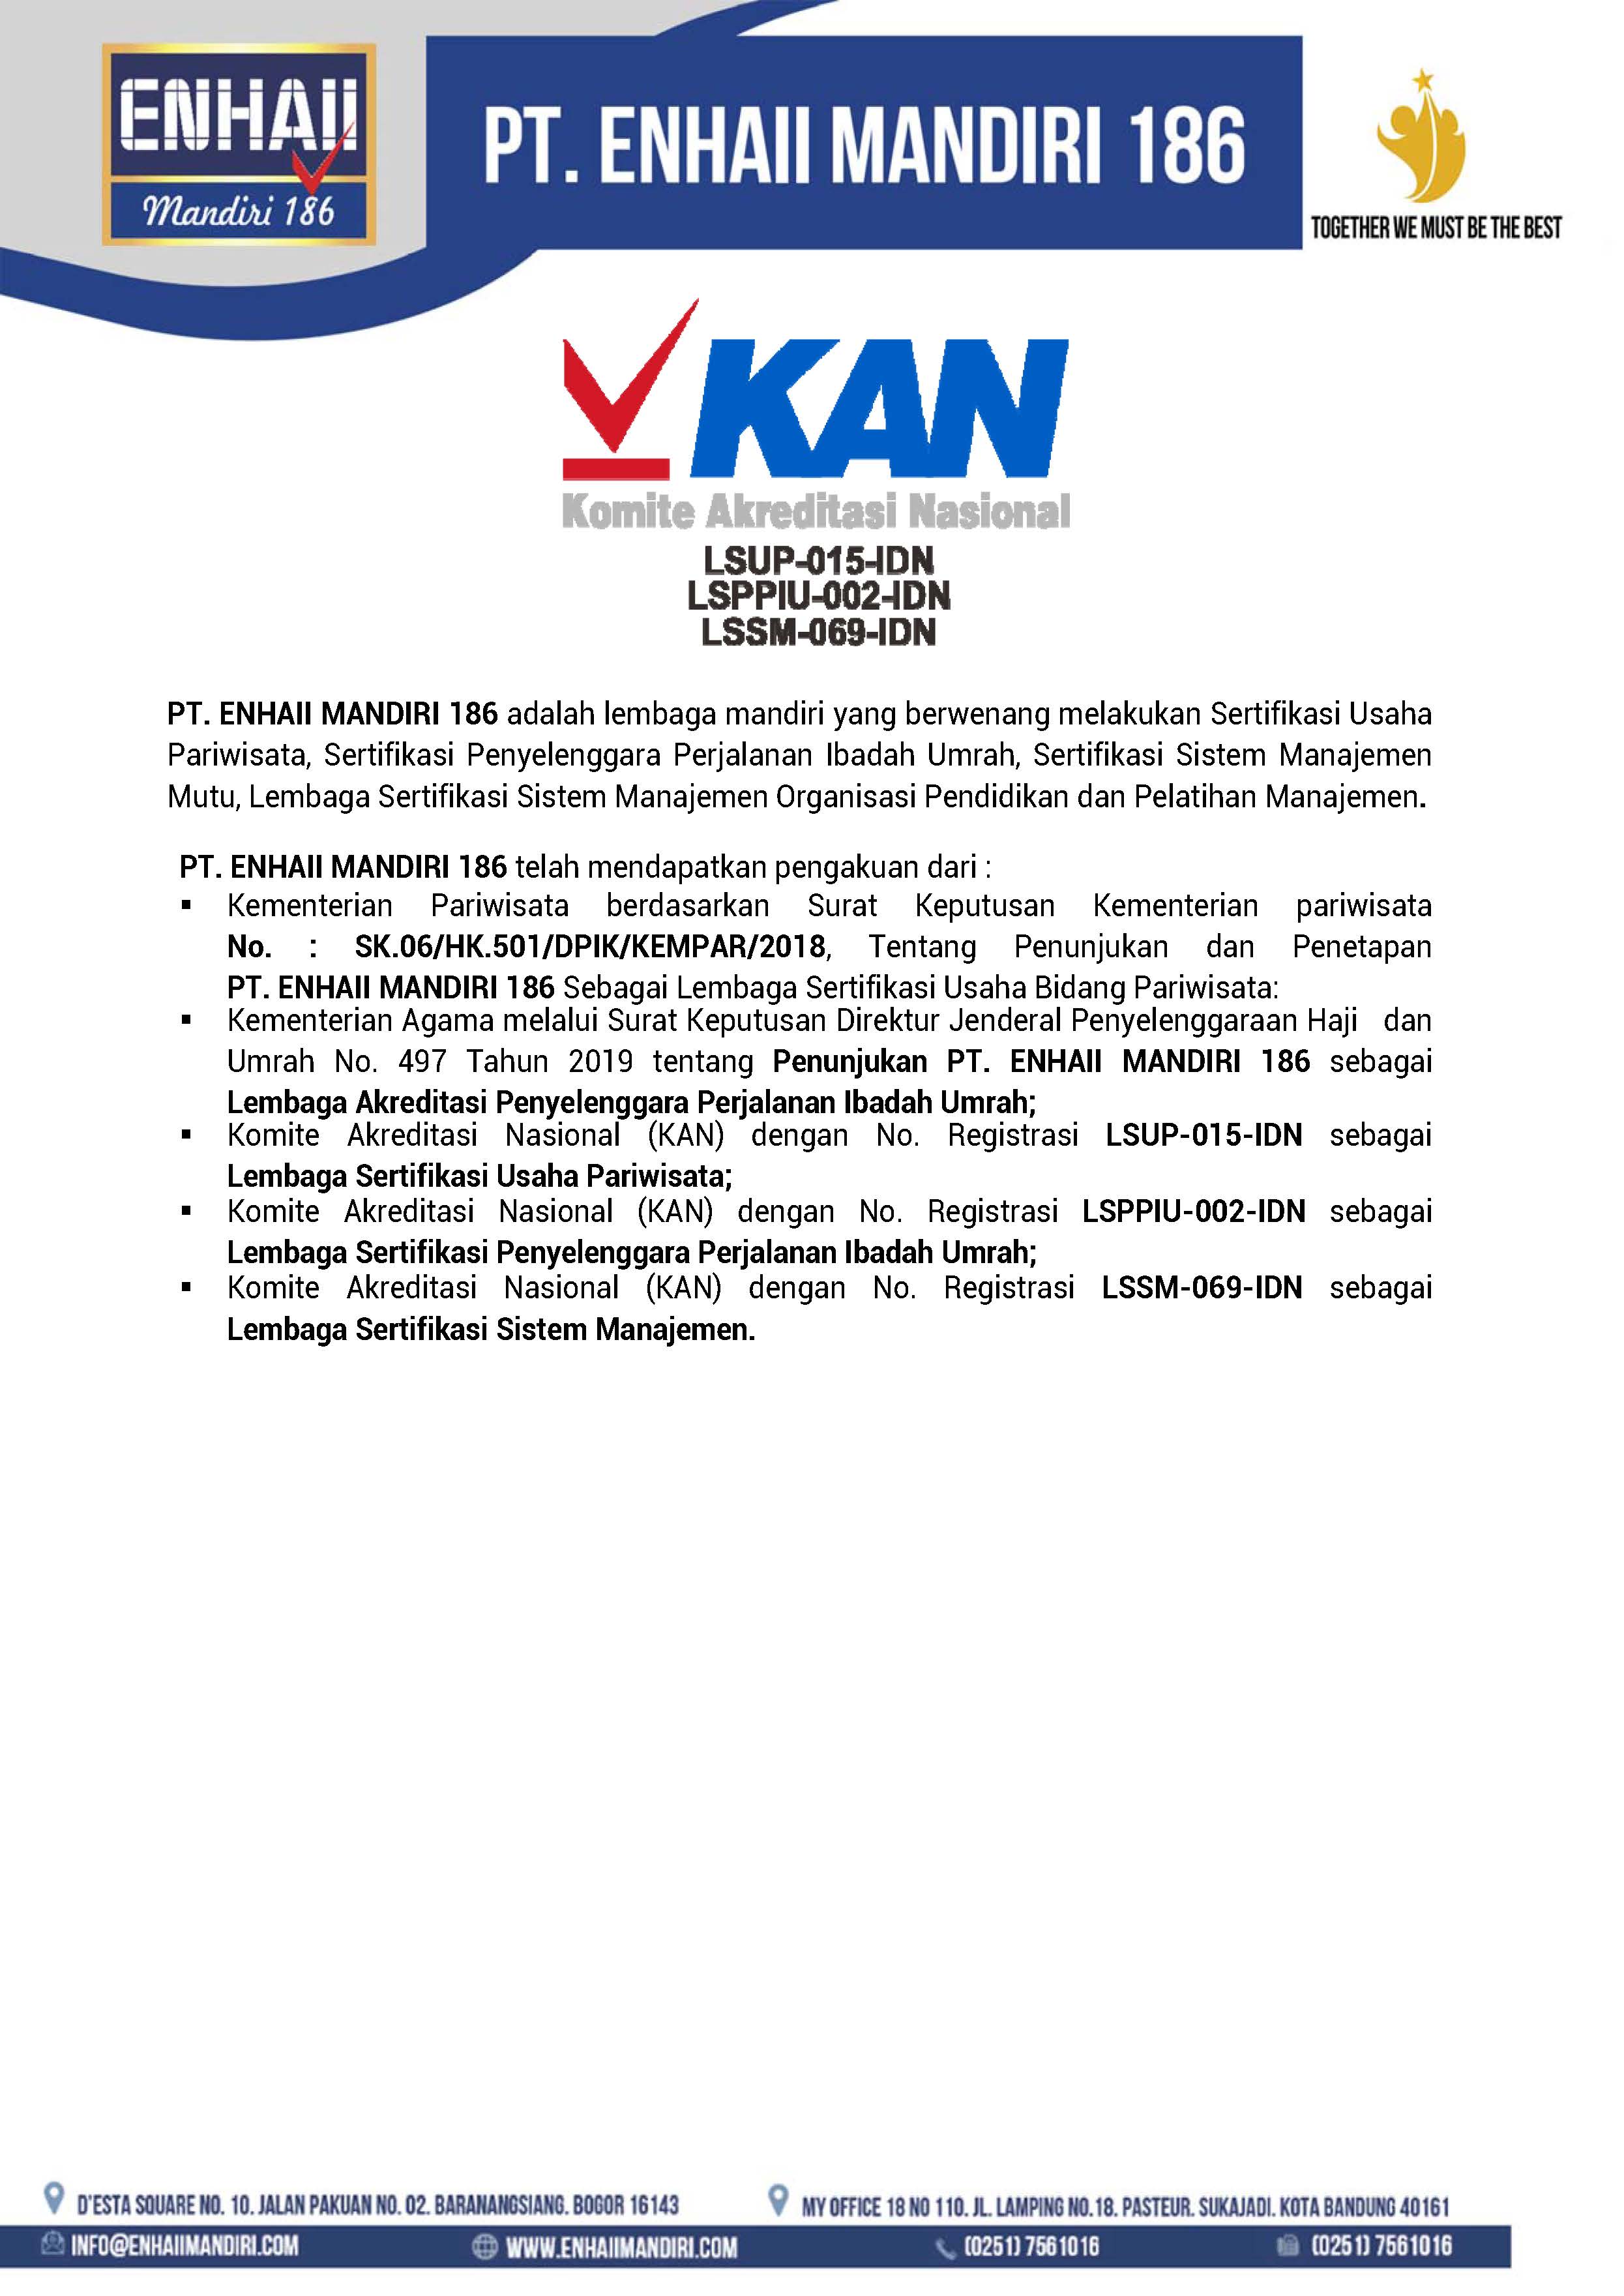 ENHAII
Mandiri 186
PT. ENHAII MANDIRI 186
TOGETHER WE MUST BE THE BEST
KAN
Komite Akreditasi Nasional
LSUP-015-IDN
LSPPIU-002-IDN
LSSM-069-IDN
PT. ENHAII MANDIRI 186 adalah lembaga mandiri yang berwenang melakukan Sertifikasi Usaha
Pariwisata, Sertifikasi Penyelenggara Perjalanan Ibadah Umrah, Sertifikasi Sistem Manajemen
Mutu, Lembaga Sertifikasi Sistem Manajemen Organisasi Pendidikan dan Pelatihan Manajemen.
PT. ENHAII MANDIRI 186 telah mendapatkan pengakuan dari :
▪ Kementerian Pariwisata berdasarkan Surat Keputusan Kementerian pariwisata
No. : SK.06/HK.501/DPIK/KEMPAR/2018, Tentang Penunjukan dan Penetapan
PT. ENHAII MANDIRI 186 Sebagai Lembaga Sertifikasi Usaha Bidang Pariwisata:
▪ Kementerian Agama melalui Surat Keputusan Direktur Jenderal Penyelenggaraan Haji dan
Umrah No. 497 Tahun 2019 tentang Penunjukan PT. ENHAII MANDIRI 186 sebagai
Lembaga Akreditasi Penyelenggara Perjalanan Ibadah Umrah;
▪ Komite Akreditasi Nasional (KAN) dengan No. Registrasi LSUP-015-IDN sebagai
Lembaga Sertifikasi Usaha Pariwisata;
▪ Komite Akreditasi Nasional (KAN) dengan No. Registrasi LSPPIU-002-IDN sebagai
Lembaga Sertifikasi Penyelenggara Perjalanan Ibadah Umrah;
▪ Komite Akreditasi Nasional (KAN) dengan No. Registrasi LSSM-069-IDN sebagai
Lembaga Sertifikasi Sistem Manajemen.
D'ESTA SQUARE NO. 10. JALAN PAKUAN NO. 02. BARANANGSIANG. BOGOR 16143
MY OFFICE 18 NO 110. JL. LAMPING NO.18. PASTEUR. SUKAJADI. KOTA BANDUNG 40161
INFO@ENHAIIMANDIRI.COM
WWW.ENHAIIMANDIRI.COM
(0251) 7561016
(0251) 7561016